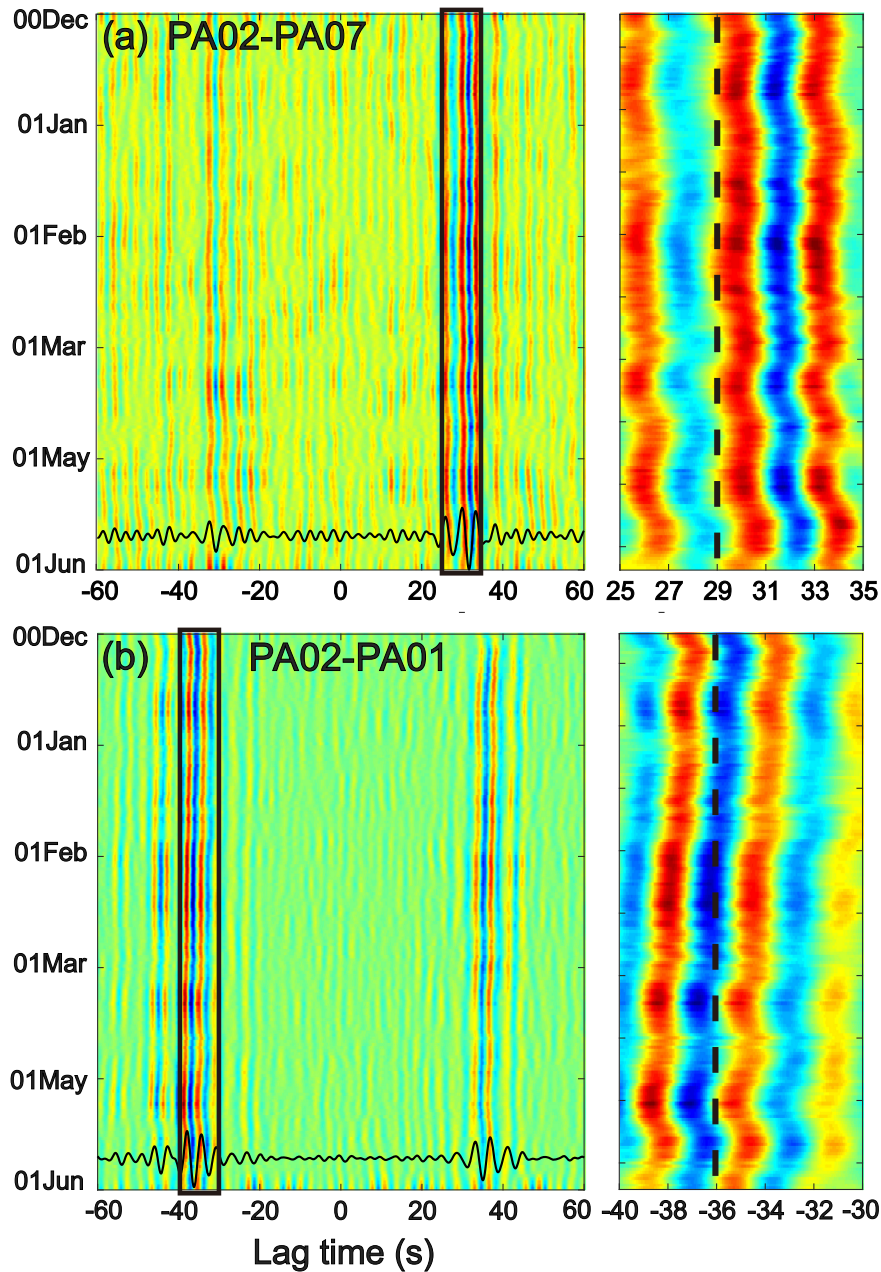 00Dec
(a) PA02-PA07
01Jan
01Feb
01Mar
01May
01Jun
-60 -40 -20 0 20 40 60
25 27 29 31 33 35
00Dec
(b) PA02-PA01
01Jan
01Feb
01Mar
01May
01Jun
-60 -40 -20 0 20 40 60
-40 -38 -36 -34 -32 -30
Lag time (s)